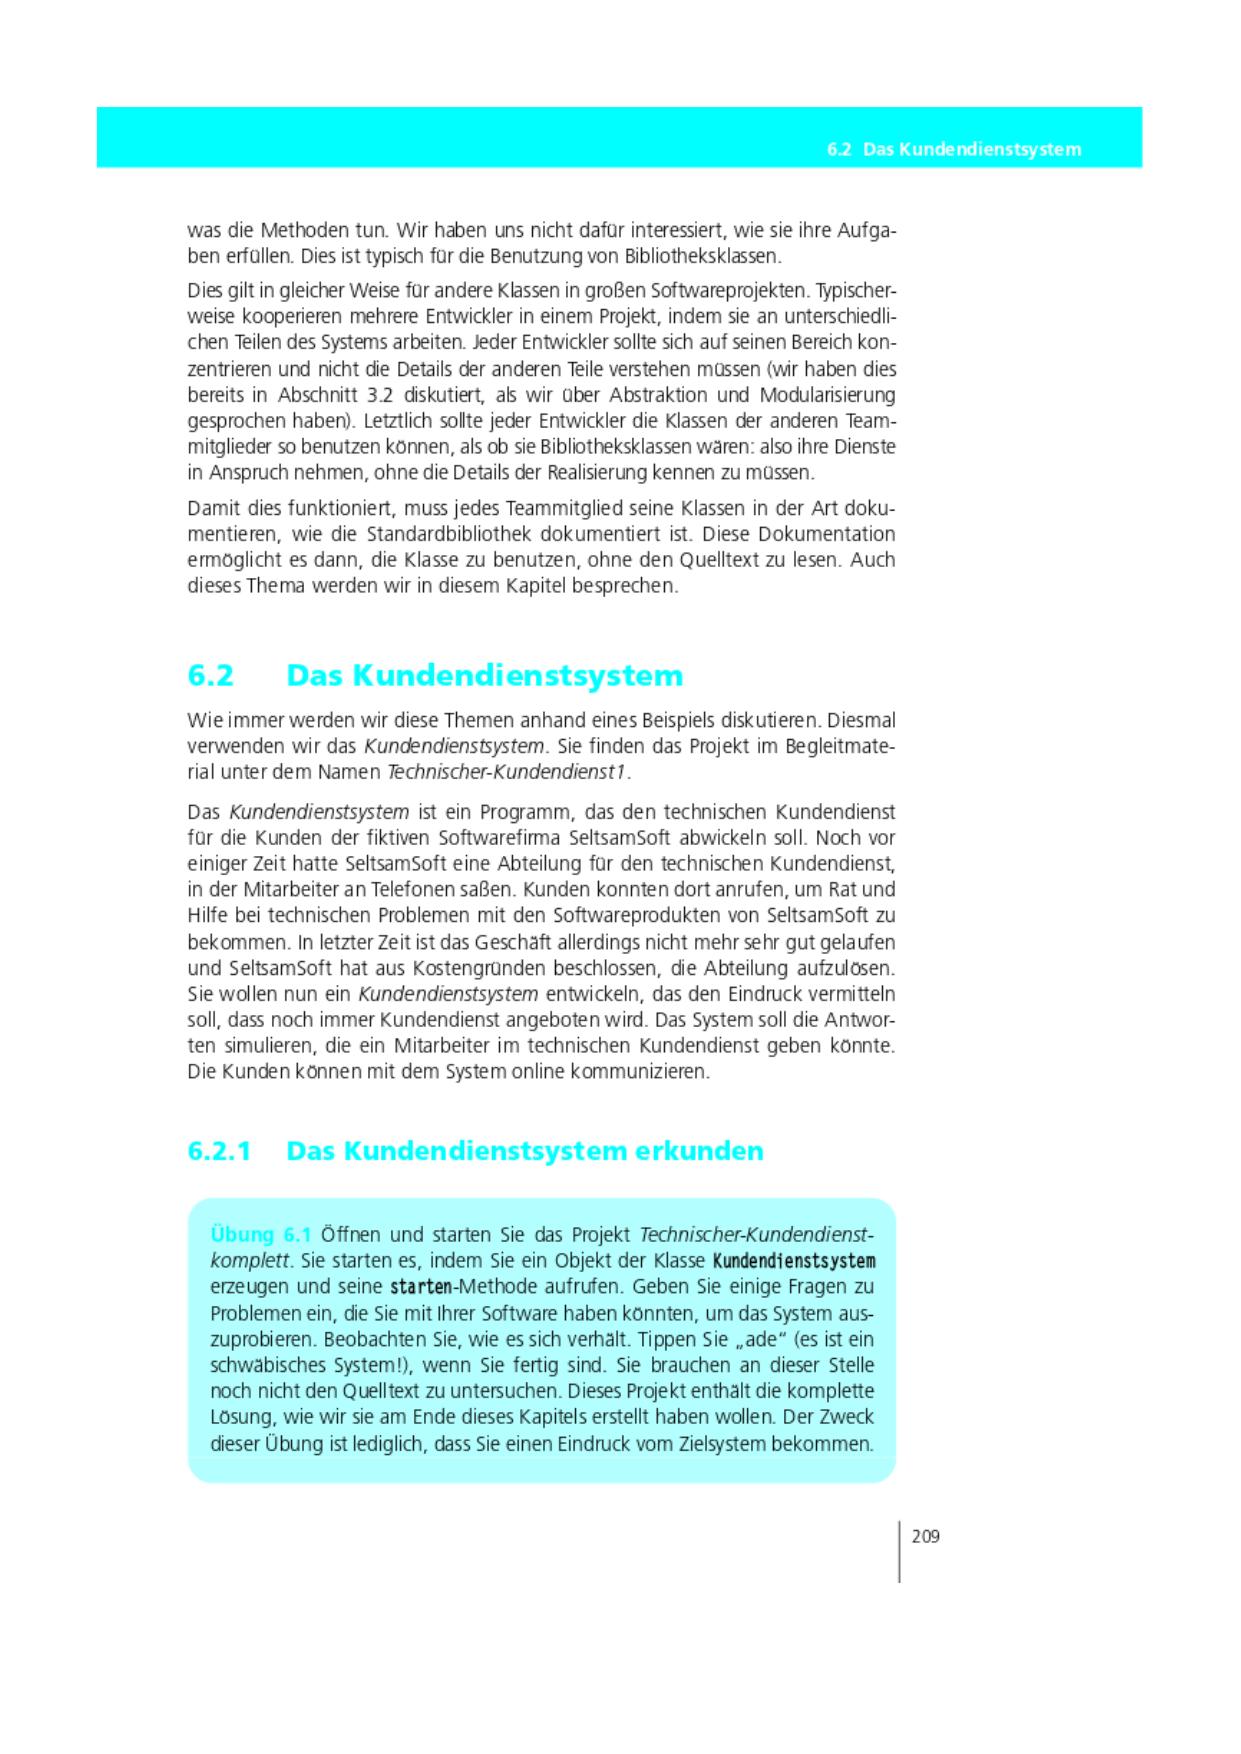 6.2 Das Kundendienstsystem
was die Methoden tun. Wir haben uns nicht dafür interessiert, wie sie ihre Aufga-
ben erfüllen. Dies ist typisch für die Benutzung von Bibliotheksklassen.
Dies gilt in gleicher Weise für andere Klassen in großen Softwareprojekten. Typischer-
weise kooperieren mehrere Entwickler in einem Projekt, indem sie an unterschiedli-
chen Teilen des Systems arbeiten. Jeder Entwickler sollte sich auf seinen Bereich kon-
zentrieren und nicht die Details der anderen Teile verstehen müssen (wir haben dies
bereits in Abschnitt 3.2 diskutiert, als wir über Abstraktion und Modularisierung
gesprochen haben). Letztlich sollte jeder Entwickler die Klassen der anderen Team-
mitglieder so benutzen können, als ob sie Bibliotheksklassen wären: also ihre Dienste
in Anspruch nehmen, ohne die Details der Realisierung kennen zu müssen.
Damit dies funktioniert, muss jedes Teammitglied seine Klassen in der Art doku-
mentieren, wie die Standardbibliothek dokumentiert ist. Diese Dokumentation
ermöglicht es dann, die Klasse zu benutzen, ohne den Quelltext zu lesen. Auch
dieses Thema werden wir in diesem Kapitel besprechen.
6.2 Das Kundendienstsystem
Wie immer werden wir diese Themen anhand eines Beispiels diskutieren. Diesmal
verwenden wir das Kundendienstsystem. Sie finden das Projekt im Begleitmate-
rial unter dem Namen Technischer-Kundendienst1.
Das Kundendienstsystem ist ein Programm, das den technischen Kundendienst
für die Kunden der fiktiven Softwarefirma SeltsamSoft abwickeln soll. Noch vor
einiger Zeit hatte SeltsamSoft eine Abteilung für den technischen Kundendienst,
in der Mitarbeiter an Telefonen saßen. Kunden konnten dort anrufen, um Rat und
Hilfe bei technischen Problemen mit den Softwareprodukten von SeltsamSoft zu
bekommen. In letzter Zeit ist das Geschäft allerdings nicht mehr sehr gut gelaufen
und SeltsamSoft hat aus Kostengründen beschlossen, die Abteilung aufzulösen.
Sie wollen nun ein Kundendienstsystem entwickeln, das den Eindruck vermitteln
soll, dass noch immer Kundendienst angeboten wird. Das System soll die Antwor-
ten simulieren, die ein Mitarbeiter im technischen Kundendienst geben könnte.
Die Kunden können mit dem System online kommunizieren.
6.2.1 Das Kundendienstsystem erkunden
Übung 6.1 Öffnen und starten Sie das Projekt Technischer-Kundendienst-
komplett. Sie starten es, indem Sie ein Objekt der Klasse Kundendienstsystem
erzeugen und seine starten-Methode aufrufen. Geben Sie einige Fragen zu
Problemen ein, die Sie mit Ihrer Software haben könnten, um das System aus-
zuprobieren. Beobachten Sie, wie es sich verhält. Tippen Sie „ade“ (es ist ein
schwäbisches System!), wenn Sie fertig sind. Sie brauchen an dieser Stelle
noch nicht den Quelltext zu untersuchen. Dieses Projekt enthält die komplette
Lösung, wie wir sie am Ende dieses Kapitels erstellt haben wollen. Der Zweck
dieser Übung ist lediglich, dass Sie einen Eindruck vom Zielsystem bekommen.
209